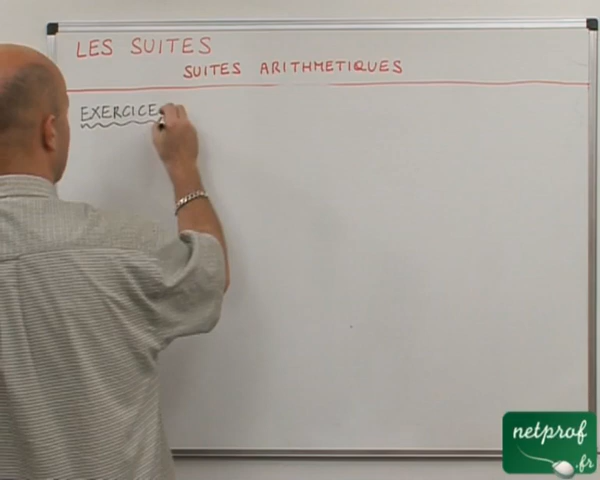 LES SUITES
SUITES ARITHMETIQUES
EXERCICE
netprof
.fr